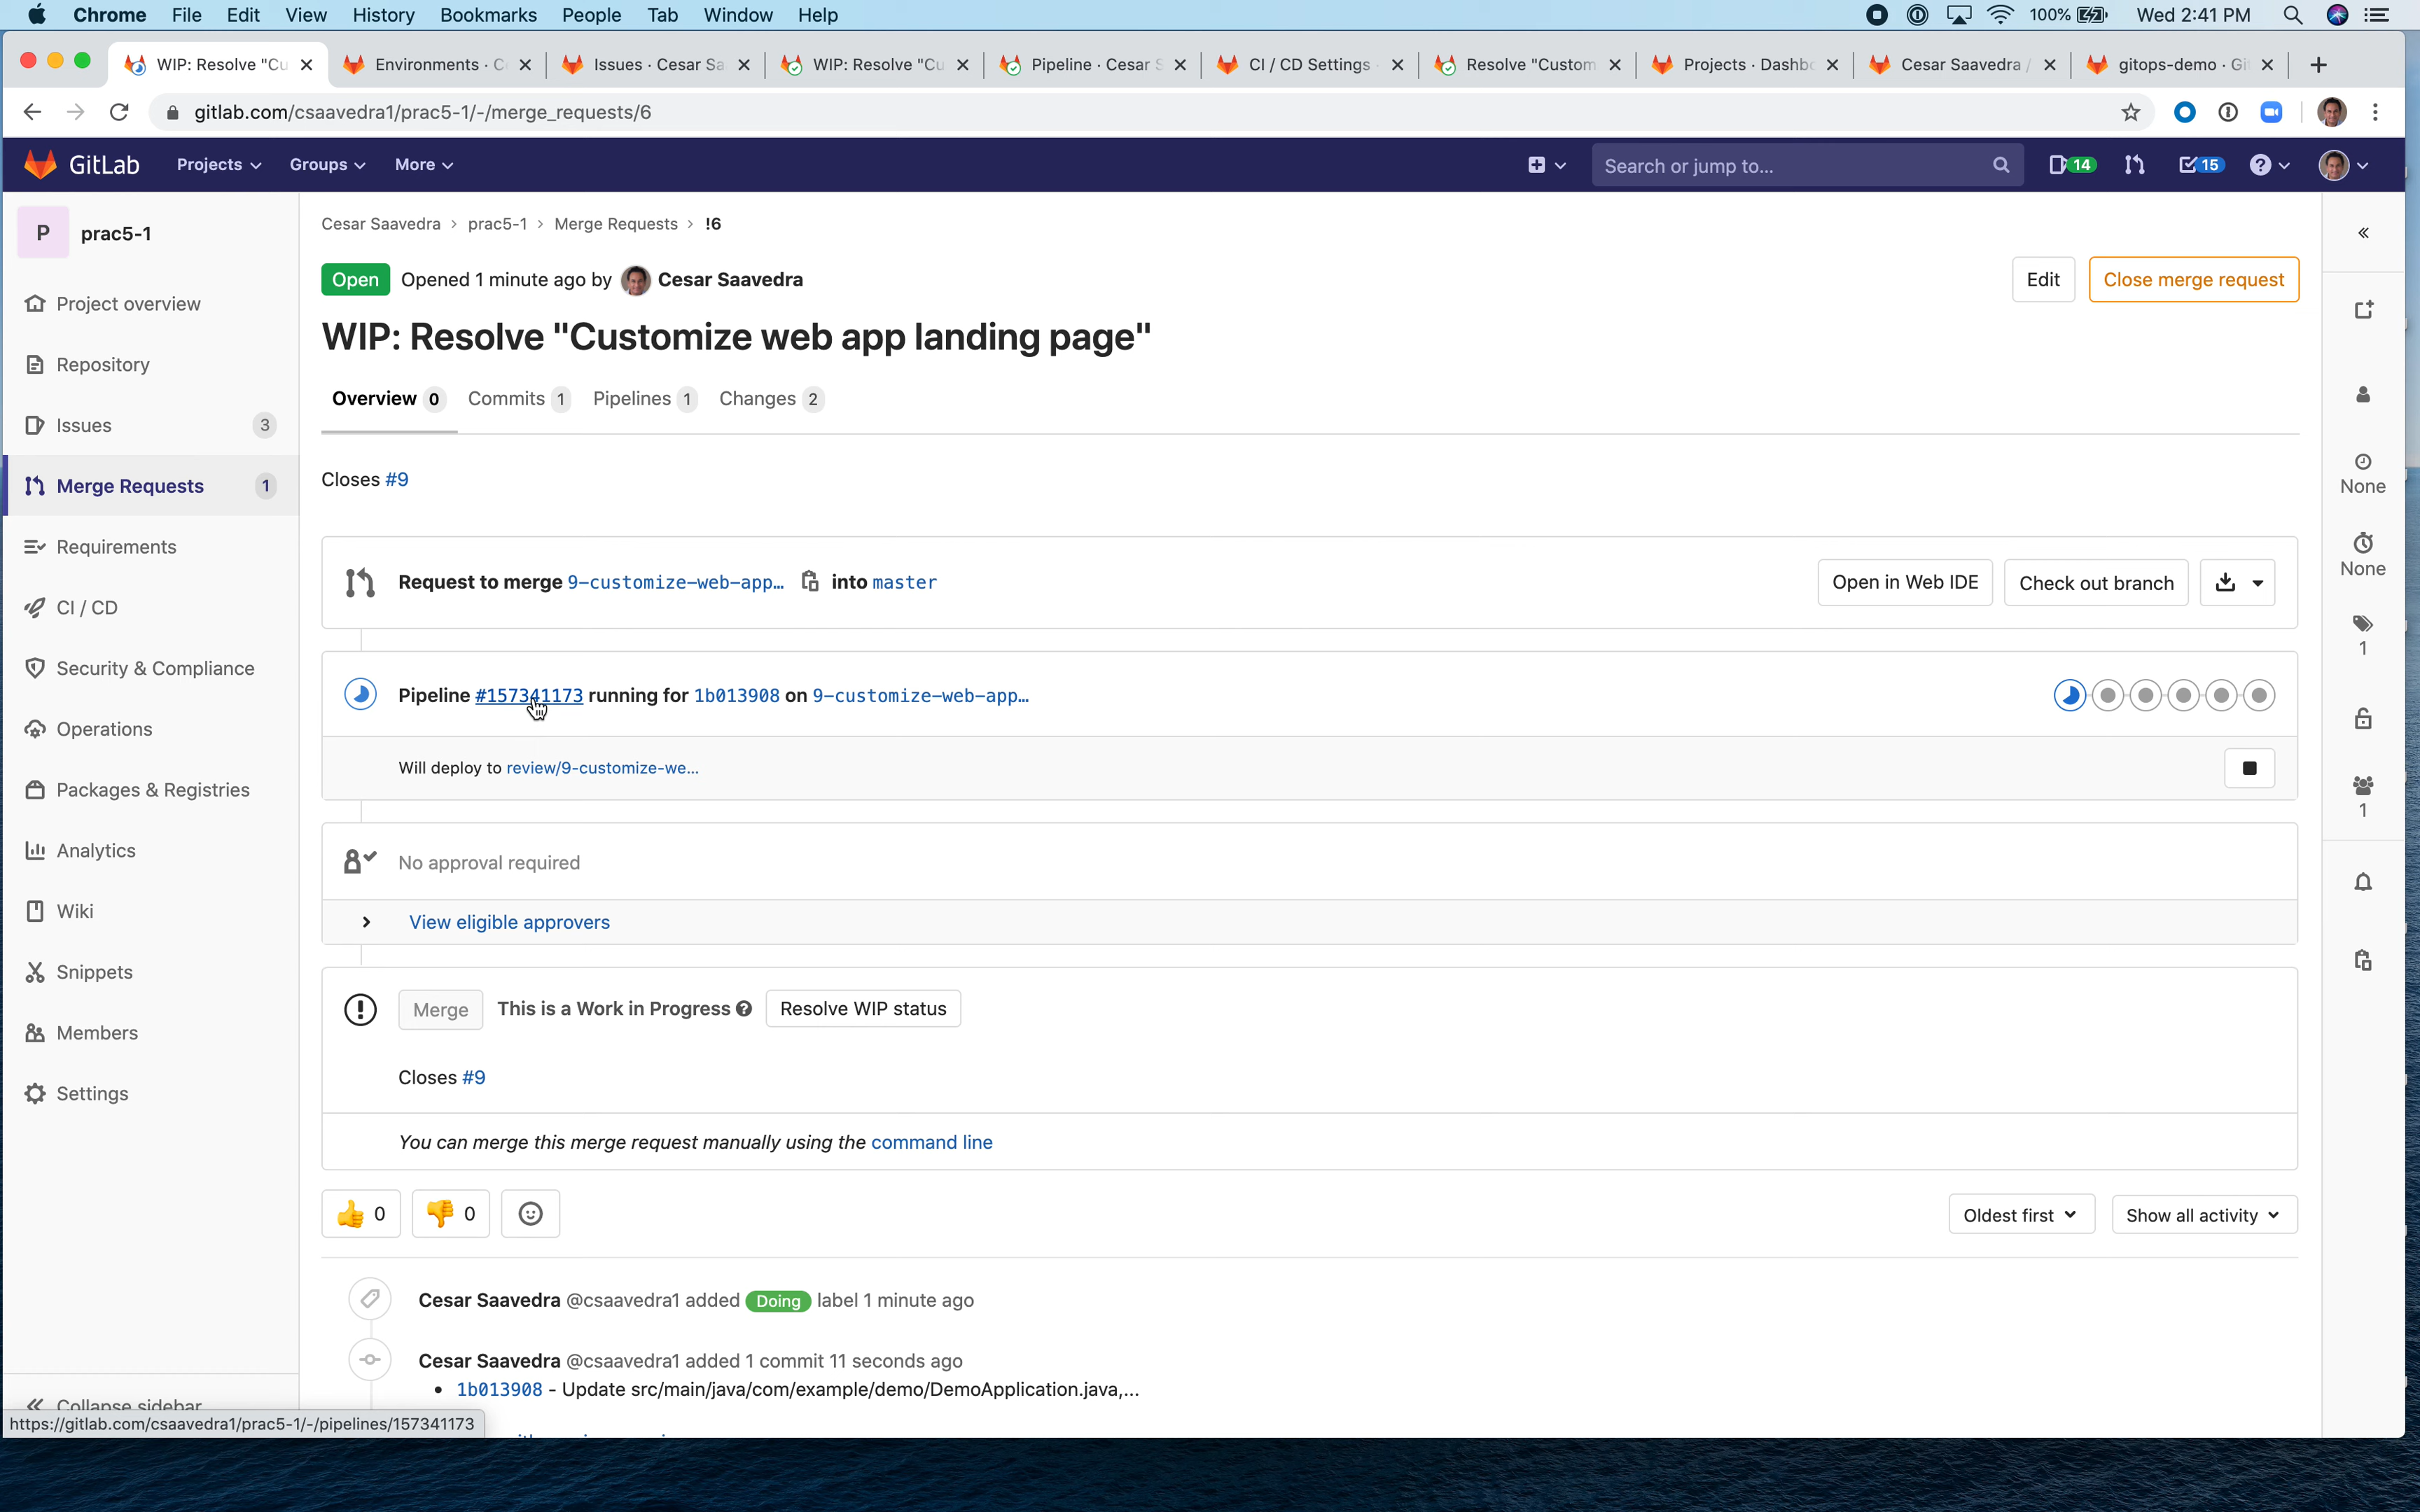 Chrome File Edit View History Bookmarks People Tab Window Help 100% Wed 2:41 PM
WIP: Resolve "Cu Environments · C Issues · Cesar Sa WIP: Resolve "Cu Pipeline · Cesar S CI / CD Settings Resolve "Custom Projects · Dashbo Cesar Saavedra / gitops-demo · Git
gitlab.com/csaavedra1/prac5-1/-/merge_requests/6
GitLab Projects Groups More Search or jump to... 14 15
P prac5-1
Project overview
Repository
Issues 3
Merge Requests 1
Requirements
CI / CD
Security & Compliance
Operations
Packages & Registries
Analytics
Wiki
Snippets
Members
Settings
Collapse sidebar
https://gitlab.com/csaavedra1/prac5-1/-/pipelines/157341173
Cesar Saavedra > prac5-1 > Merge Requests > !6
Open Opened 1 minute ago by Cesar Saavedra Edit Close merge request
WIP: Resolve "Customize web app landing page"
Overview 0 Commits 1 Pipelines 1 Changes 2
Closes #9
Request to merge 9-customize-web-app... into master Open in Web IDE Check out branch
Pipeline #157341173 running for 1b013908 on 9-customize-web-app...
Will deploy to review/9-customize-we...
No approval required
View eligible approvers
Merge This is a Work in Progress Resolve WIP status
Closes #9
You can merge this merge request manually using the command line
0 0 Oldest first Show all activity
Cesar Saavedra @csaavedra1 added Doing label 1 minute ago
Cesar Saavedra @csaavedra1 added 1 commit 11 seconds ago
• 1b013908 - Update src/main/java/com/example/demo/DemoApplication.java,...
None
None
1
1